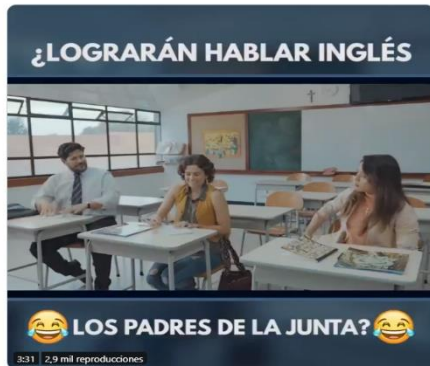 ¿LOGRARÁN HABLAR INGLÉS
😂 LOS PADRES DE LA JUNTA? 😂
3:31 2,9 mil reproducciones